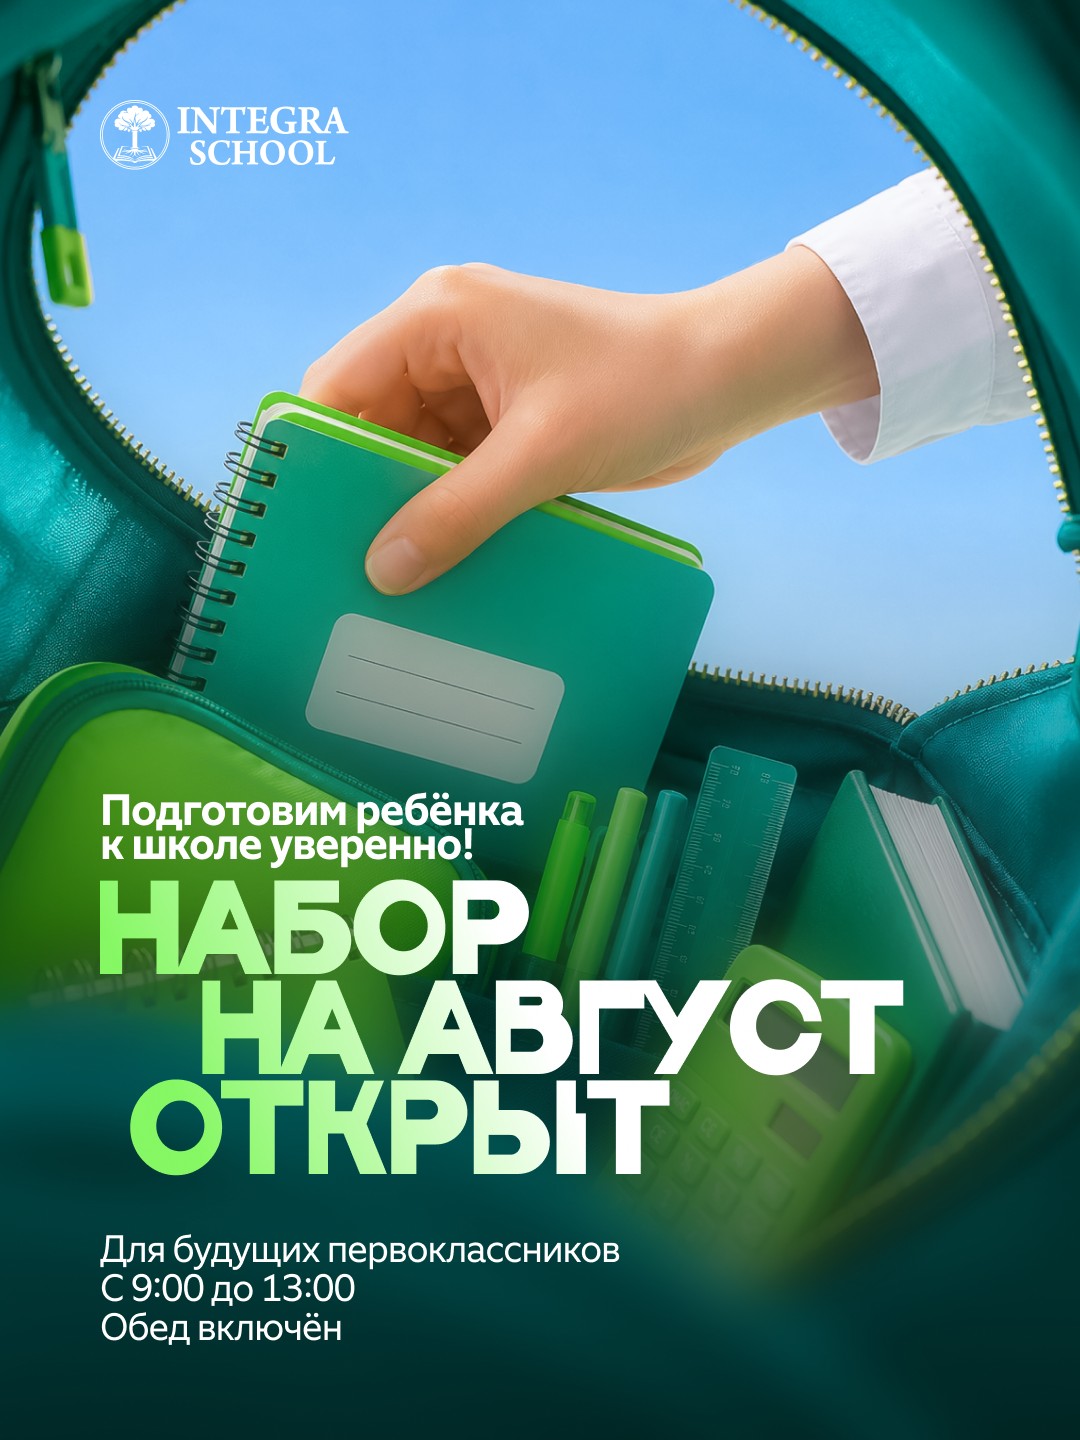 INTEGRA
SCHOOL
Подготовим ребёнка
к школе уверенно!
НАБОР
НА АВГУСТ
ОТКРЫТ
Для будущих первоклассников
С 9:00 до 13:00
Обед включён